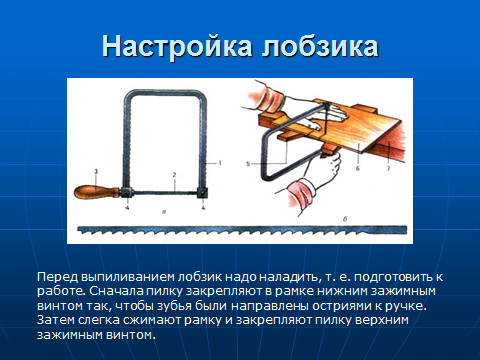 Настройка лобзика
1
2
3
4
4
5
6
7
а
б
Перед выпиливанием лобзик надо наладить, т. е. подготовить к
работе. Сначала пилку закрепляют в рамке нижним зажимным
винтом так, чтобы зубья были направлены остриями к ручке.
Затем слегка сжимают рамку и закрепляют пилку верхним
зажимным винтом.